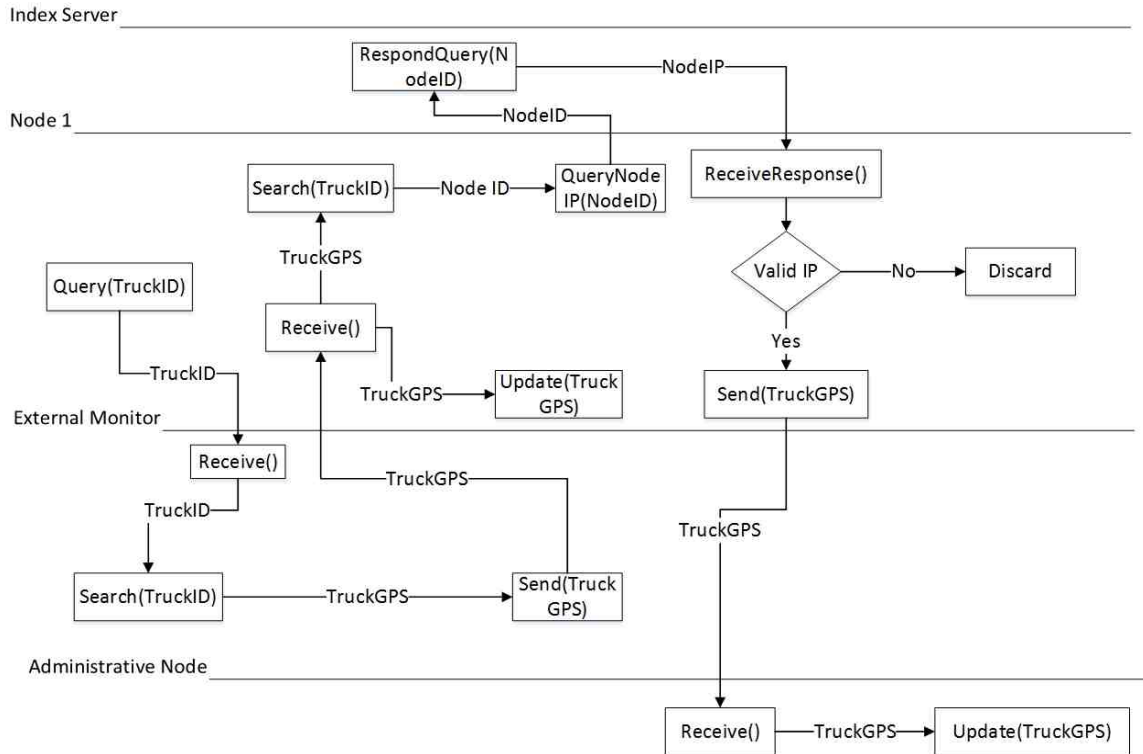 Index Server
RespondQuery(N
odeID)
NodeIP
NodeID
Node 1
Search(TruckID)
Node ID
QueryNode
IP(NodeID)
ReceiveResponse()
TruckGPS
Query(TruckID)
Valid IP
No
Discard
Receive()
Yes
TruckID
TruckGPS
Update(Truck
GPS)
Send(TruckGPS)
External Monitor
Receive()
TruckGPS
TruckID
TruckGPS
Search(TruckID)
TruckGPS
Send(Truck
GPS)
Administrative Node
Receive()
TruckGPS
Update(TruckGPS)